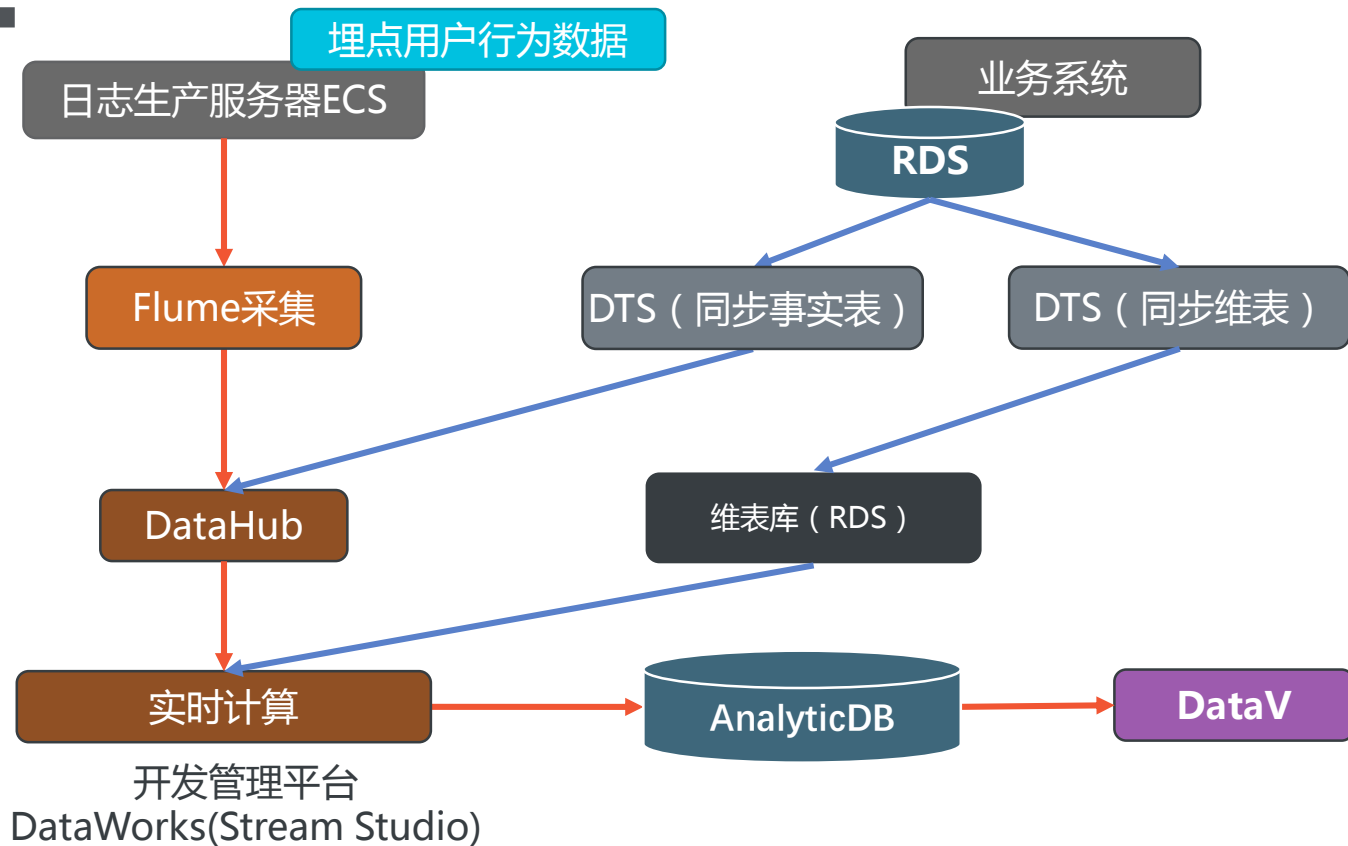 埋点用户行为数据
日志生产服务器ECS
业务系统
RDS
Flume采集
DTS（同步事实表）
DTS（同步维表）
DataHub
维表库（RDS）
实时计算
AnalyticDB
DataV
开发管理平台
DataWorks(Stream Studio)